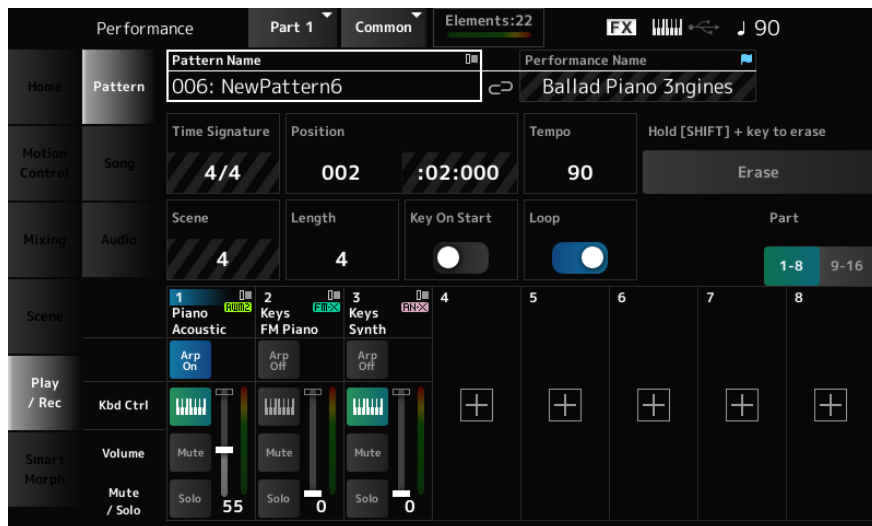 Performance
Part 1
Common
Elements:22
FX
♩ 90
Home
Pattern
Pattern Name
006: NewPattern6
Performance Name
Ballad Piano 3ngines
Motion
Control
Song
Time Signature
4/4
Position
002
:02:000
Tempo
90
Hold [SHIFT] + key to erase
Erase
Mixing
Audio
Scene
4
Length
4
Key On Start
Loop
Part
1-8
9-16
Scene
1
Piano
Acoustic
AWM2
2
Keys
FM Piano
FM-X
3
Keys
Synth
AN-X
4
5
6
7
8
Arp
On
Arp
Off
Arp
Off
Play
/ Rec
Kbd Ctrl
Smart
Morph
Volume
Mute
Mute
Mute
Mute
/ Solo
Solo
55
Solo
0
Solo
0